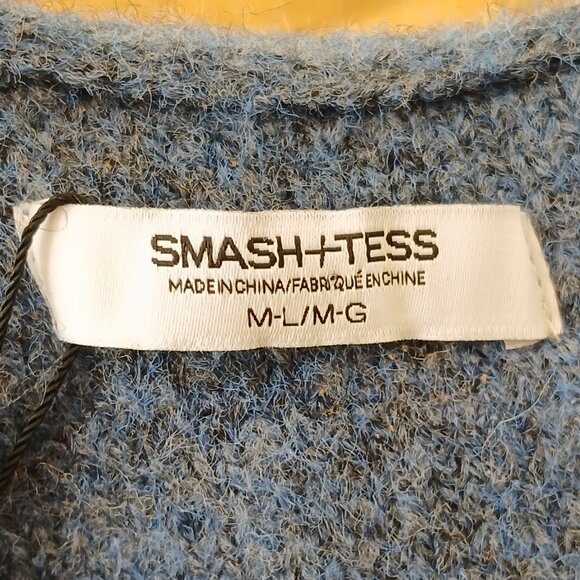 SMASH+TESS
MADE IN CHINA/FABRIQUÉ EN CHINE
M-L/M-G